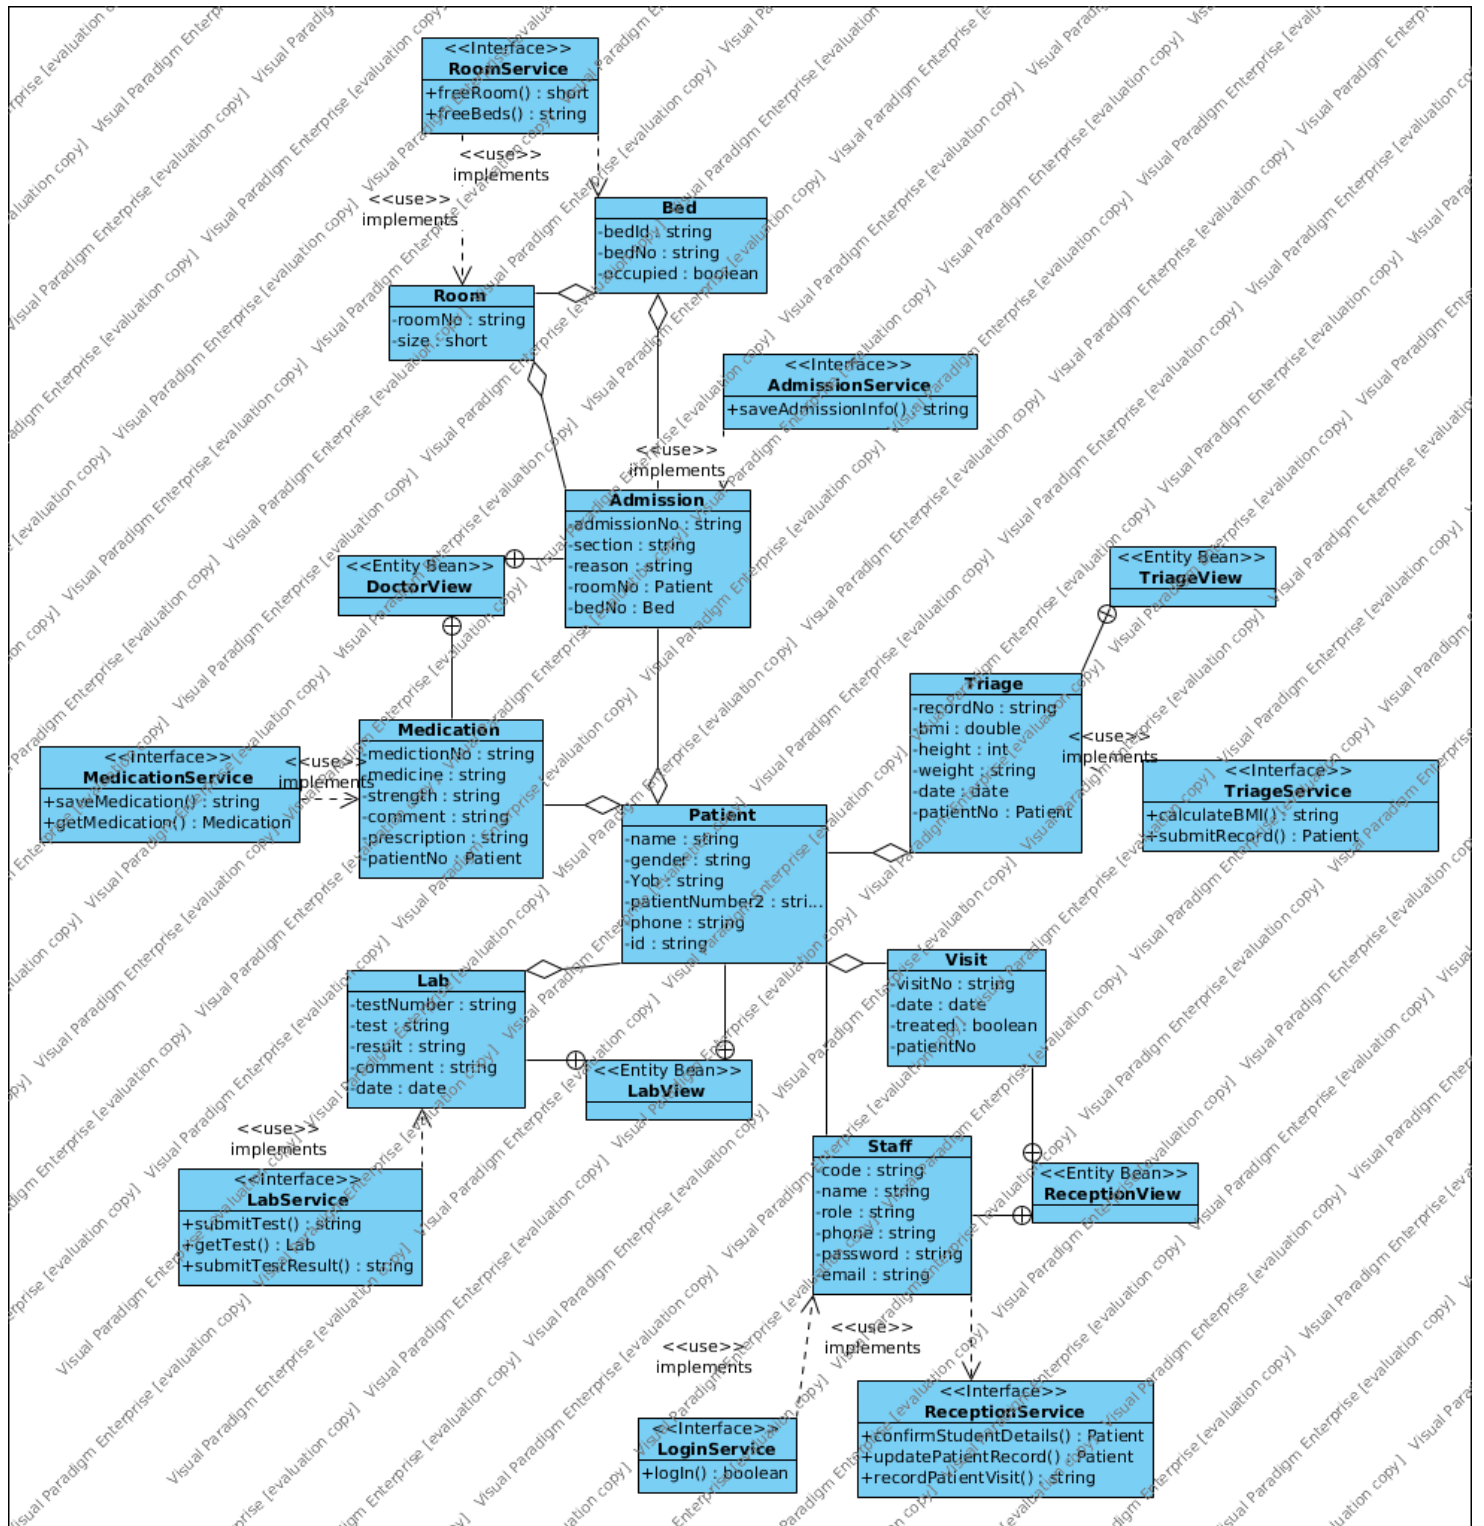 <<Interface>>
RoomService
+freeRoom() : short
+freeBeds() : string
<<use>>
implements
<<use>>
implements
Bed
-bedId : string
-bedNo : string
-occupied : boolean
Room
-roomNo : string
-size : short
<<Interface>>
AdmissionService
+saveAdmissionInfo() : string
<<use>>
implements
Admission
-admissionNo : string
-section : string
-reason : string
-roomNo : Patient
-bedNo : Bed
<<Entity Bean>>
DoctorView
<<Entity Bean>>
TriageView
Triage
-recordNo : string
-bmi : double
-height : int
-weight : string
-date : date
-patientNo : Patient
<<use>>
implements
<<Interface>>
TriageService
+calculateBMI() : string
+submitRecord() : Patient
Medication
-medictionNo : string
-medicine : string
-strength : string
-comment : string
-prescription : string
-patientNo : Patient
<<Interface>>
MedicationService
+saveMedication() : string
+getMedication() : Medication
<<use>>
implements
Patient
-name : string
-gender : string
-Yob : string
-patientNumber2 : stri...
-phone : string
-id : string
Visit
-visitNo : string
-date : date
-treated : boolean
-patientNo
Lab
-testNumber : string
-test : string
-result : string
-comment : string
-date : date
<<Entity Bean>>
LabView
<<use>>
implements
<<Interface>>
LabService
+submitTest() : string
+getTest() : Lab
+submitTestResult() : string
Staff
-code : string
-name : string
-role : string
-phone : string
-password : string
-email : string
<<Entity Bean>>
ReceptionView
<<use>>
implements
<<use>>
implements
<<Interface>>
LoginService
+logIn() : boolean
<<Interface>>
ReceptionService
+confirmStudentDetails() : Patient
+updatePatientRecord() : Patient
+recordPatientVisit() : string
Visual Paradigm Enterprise [evaluation copy]